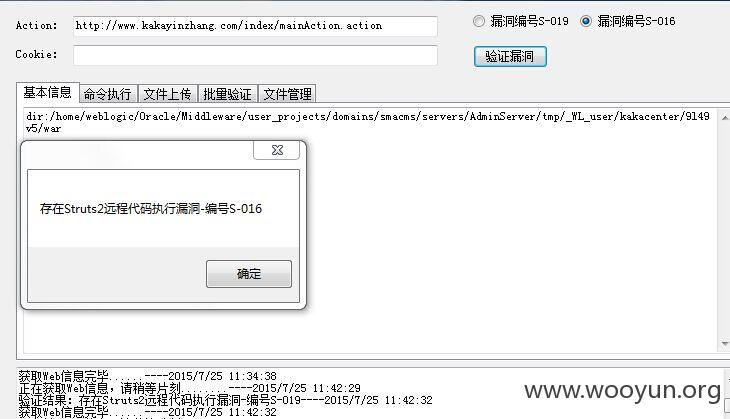 Action: http://www.kakayinzhang.com/index/mainAction.action
漏洞编号S-019 漏洞编号S-016
Cookie:
验证漏洞
基本信息 命令执行 文件上传 批量验证 文件管理
dir:/home/weblogic/Oracle/Middleware/user_projects/domains/smacms/servers/AdminServer/tmp/_WL_user/kakacenter/9l49
v5/war
存在Struts2远程代码执行漏洞-编号S-016
确定
获取Web信息完毕......----2015/7/25 11:34:38
正在获取Web信息，请稍等片刻........----2015/7/25 11:42:29
验证结果：存在Struts2远程代码执行漏洞-编号S-019----2015/7/25 11:42:32
获取Web信息完毕......----2015/7/25 11:42:32
www.wooyun.org